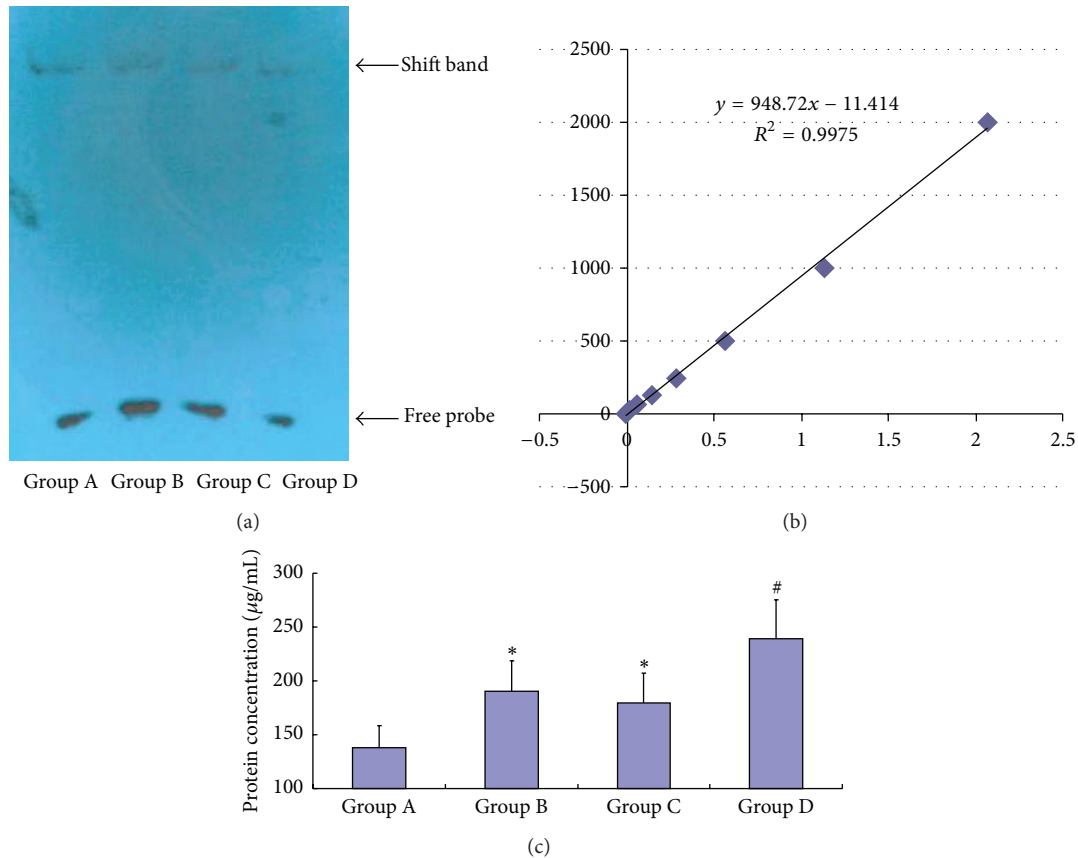 Shift band
Free probe
Group A Group B Group C Group D
(a)
2500
2000
1500
1000
500
0
−500
−0.5 0 0.5 1 1.5 2 2.5
y = 948.72x − 11.414
R² = 0.9975
(b)
Protein concentration (μg/mL)
300
250
200
150
100
* * #
Group A Group B Group C Group D
(c)